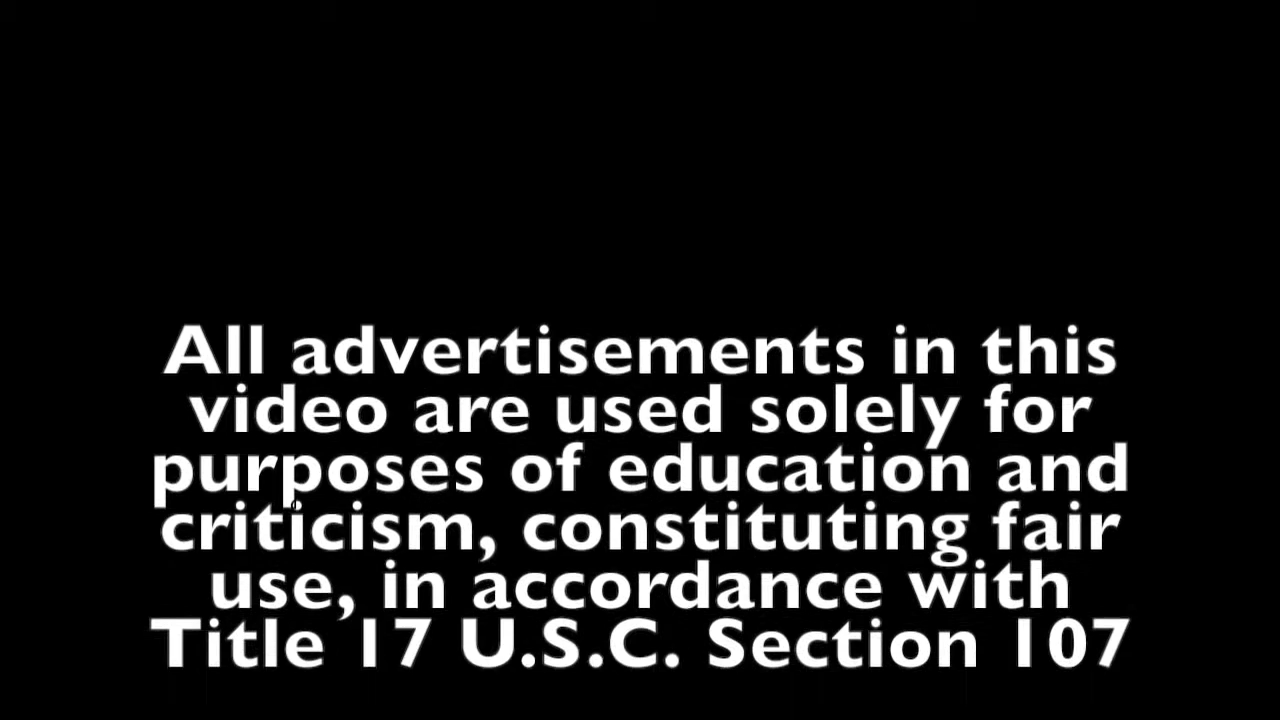 All advertisements in this
video are used solely for
purposes of education and
criticism, constituting fair
use, in accordance with
Title 17 U.S.C. Section 107